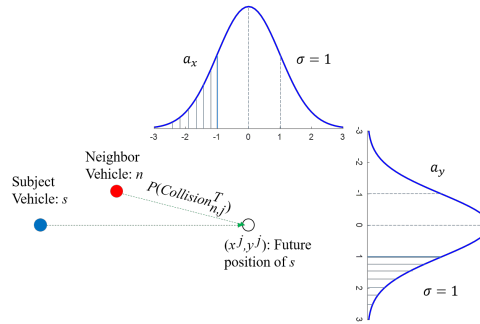 aₓ
σ = 1
-3 -2 -1 0 1 2 3
Neighbor
Vehicle: n
Subject
Vehicle: s
P(Collision^T_{n,j})
(x^j,y^j): Future
position of s
a_y
σ = 1
-3 -2 -1 0 1 2 3